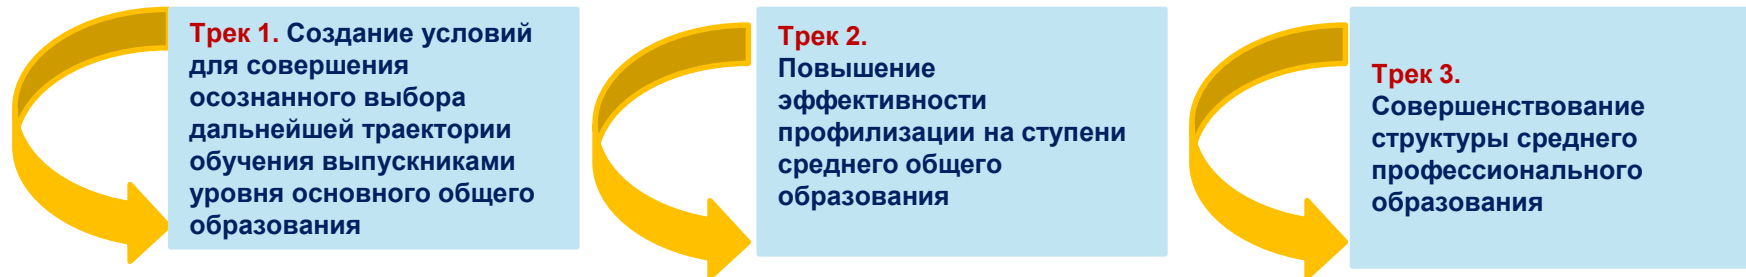 Трек 1. Создание условий
для совершения
осознанного выбора
дальнейшей траектории
обучения выпускниками
уровня основного общего
образования
Трек 2.
Повышение
эффективности
профилизации на ступени
среднего общего
образования
Трек 3.
Совершенствование
структуры среднего
профессионального
образования